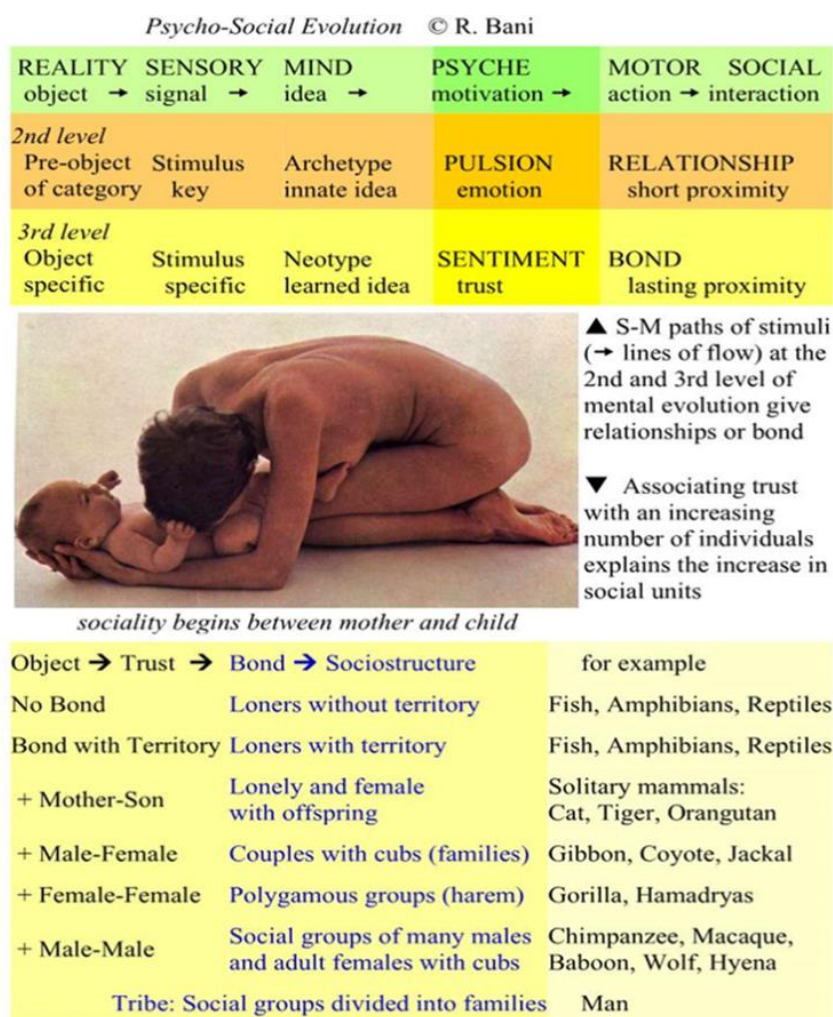 Psycho-Social Evolution © R. Bani
REALITY SENSORY MIND PSYCHE MOTOR SOCIAL
object → signal → idea → motivation → action → interaction
2nd level
Pre-object Stimulus Archetype PULSION RELATIONSHIP
of category key innate idea emotion short proximity
3rd level
Object Stimulus Neotype SENTIMENT BOND
specific specific learned idea trust lasting proximity
▲ S-M paths of stimuli
(→ lines of flow) at the
2nd and 3rd level of
mental evolution give
relationships or bond
▼ Associating trust
with an increasing
number of individuals
explains the increase in
social units
sociality begins between mother and child
Object → Trust → Bond → Sociostructure for example
No Bond Loners without territory Fish, Amphibians, Reptiles
Bond with Territory Loners with territory Fish, Amphibians, Reptiles
+ Mother-Son Lonely and female with offspring Solitary mammals: Cat, Tiger, Orangutan
+ Male-Female Couples with cubs (families) Gibbon, Coyote, Jackal
+ Female-Female Polygamous groups (harem) Gorilla, Hamadryas
+ Male-Male Social groups of many males and adult females with cubs Chimpanzee, Macaque, Baboon, Wolf, Hyena
Tribe: Social groups divided into families Man